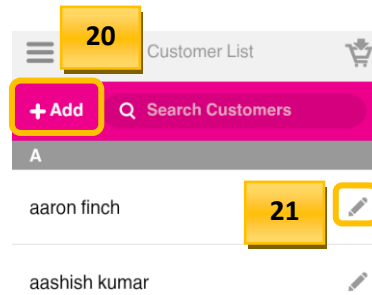 20
Customer List
+ Add
Search Customers
A
aaron finch
21
aashish kumar